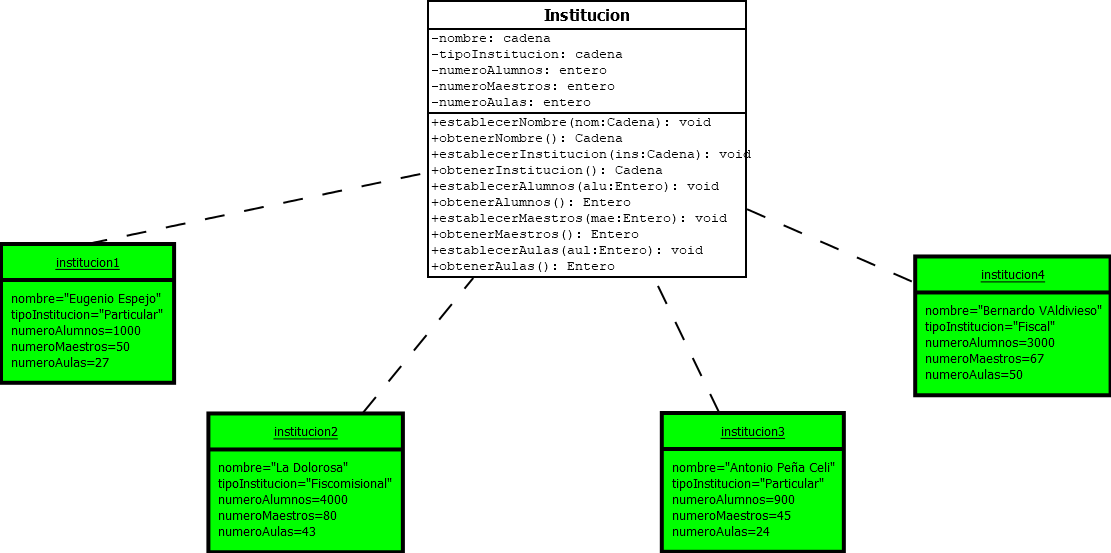 Institucion
-nombre: cadena
-tipoInstitucion: cadena
-numeroAlumnos: entero
-numeroMaestros: entero
-numeroAulas: entero
+establecerNombre(nom:Cadena): void
+obtenerNombre(): Cadena
+establecerInstitucion(ins:Cadena): void
+obtenerInstitucion(): Cadena
+establecerAlumnos(alu:Entero): void
+obtenerAlumnos(): Entero
+establecerMaestros(mae:Entero): void
+obtenerMaestros(): Entero
+establecerAulas(aul:Entero): void
+obtenerAulas(): Entero
institucion1
nombre="Eugenio Espejo"
tipoInstitucion="Particular"
numeroAlumnos=1000
numeroMaestros=50
numeroAulas=27
institucion2
nombre="La Dolorosa"
tipoInstitucion="Fiscomisional"
numeroAlumnos=4000
numeroMaestros=80
numeroAulas=43
institucion3
nombre="Antonio Peña Celi"
tipoInstitucion="Particular"
numeroAlumnos=900
numeroMaestros=45
numeroAulas=24
institucion4
nombre="Bernardo VAldivieso"
tipoInstitucion="Fiscal"
numeroAlumnos=3000
numeroMaestros=67
numeroAulas=50